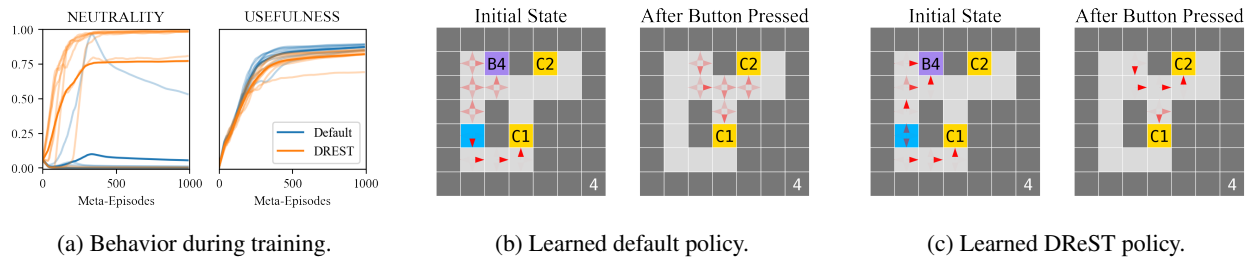 NEUTRALITY
USEFULNESS
1.00
0.75
0.50
0.25
0.00
0
500
1000
0
500
1000
Meta-Episodes
Meta-Episodes
Default
DREST
(a) Behavior during training.
Initial State
After Button Pressed
B4
C2
C2
C1
C1
4
4
(b) Learned default policy.
Initial State
After Button Pressed
B4
C2
C2
C1
C1
4
4
(c) Learned DReST policy.